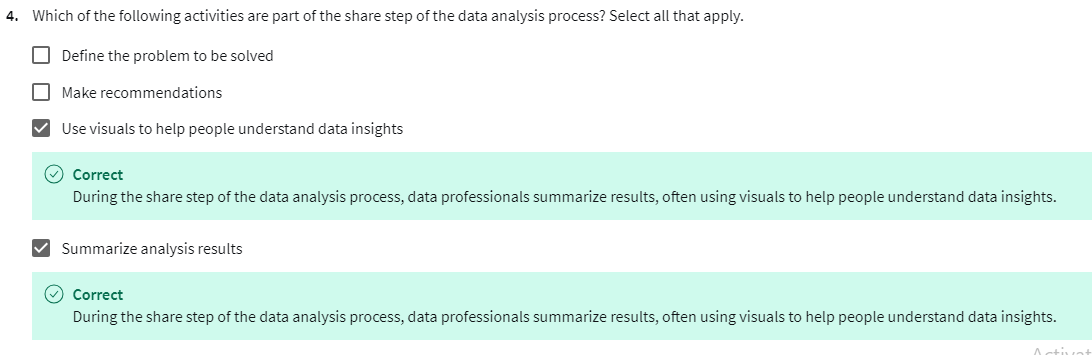 4. Which of the following activities are part of the share step of the data analysis process? Select all that apply.
Define the problem to be solved
Make recommendations
Use visuals to help people understand data insights
Correct
During the share step of the data analysis process, data professionals summarize results, often using visuals to help people understand data insights.
Summarize analysis results
Correct
During the share step of the data analysis process, data professionals summarize results, often using visuals to help people understand data insights.